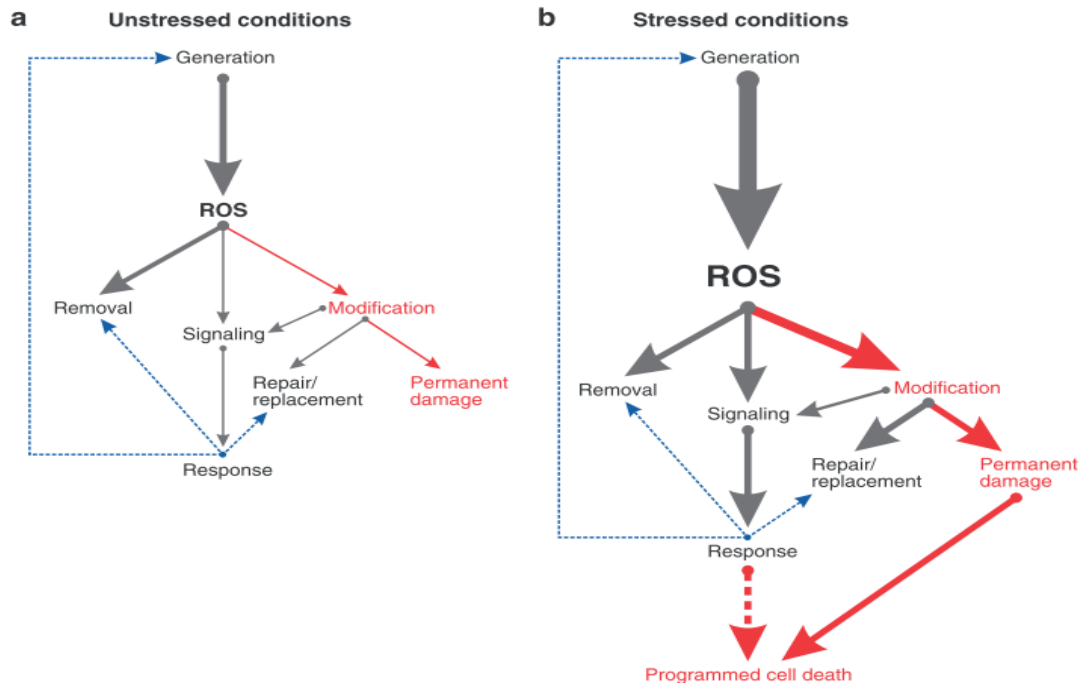 a Unstressed conditions
Generation
ROS
Removal
Modification
Signaling
Repair/
replacement
Permanent
damage
Response
b Stressed conditions
Generation
ROS
Removal
Modification
Signaling
Repair/
replacement
Permanent
damage
Response
Programmed cell death